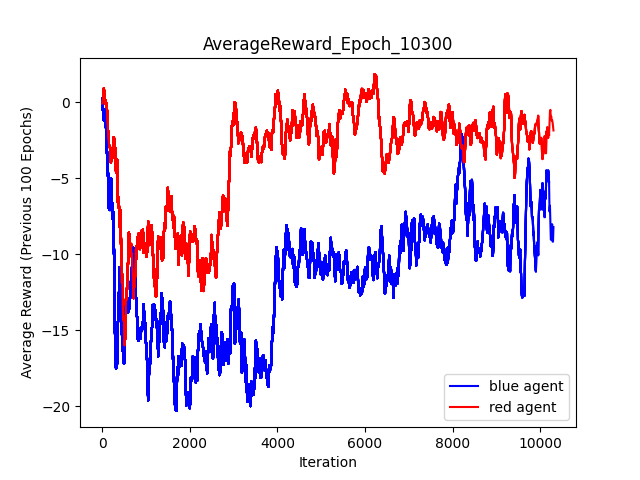 AverageReward_Epoch_10300
Average Reward (Previous 100 Epochs)
0
−5
−10
−15
−20
0
2000
4000
6000
8000
10000
Iteration
blue agent
red agent